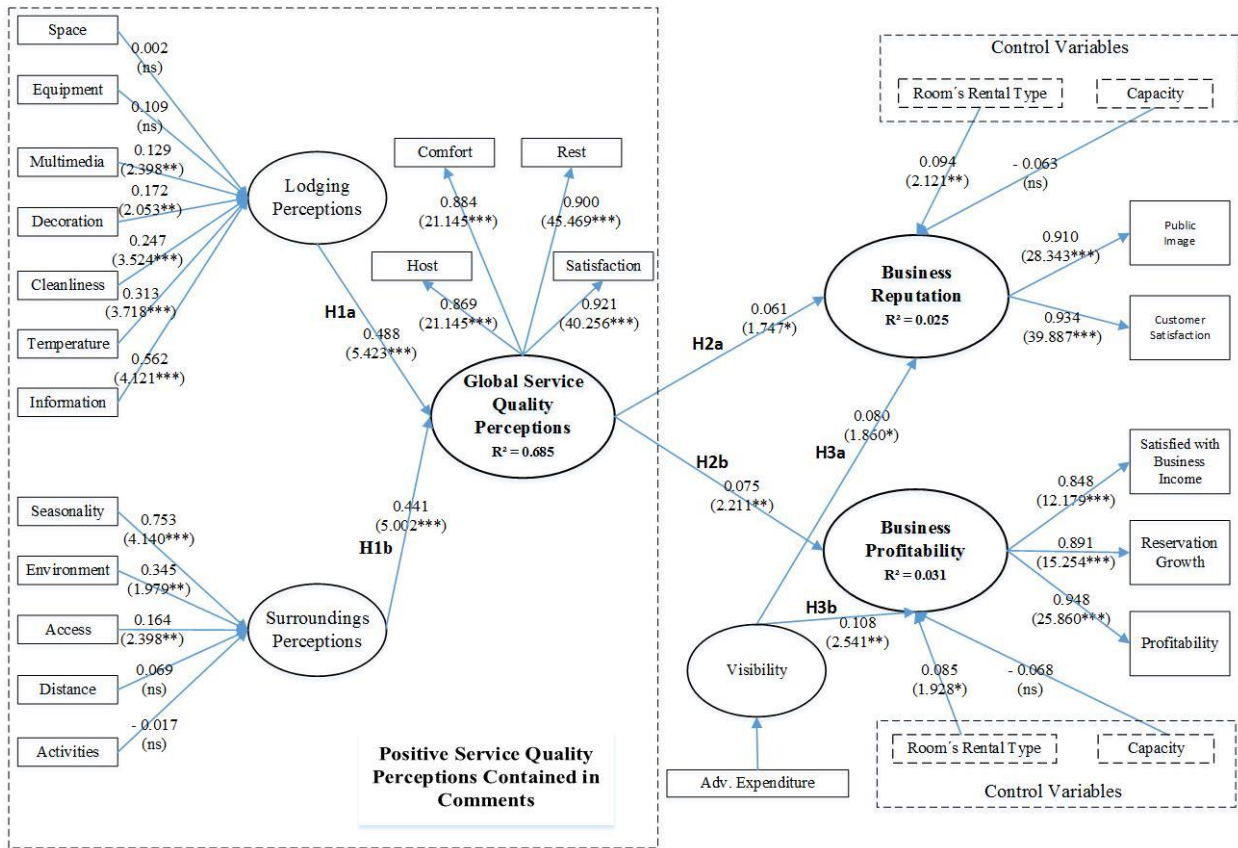 Space
0.002
(ns)
Equipment
0.109
(ns)
Multimedia
0.129
(2.398**)
Decoration
0.172
(2.053**)
Cleanliness
0.247
(3.524***)
Temperature
0.313
(3.718***)
Information
0.562
(4.121***)
Lodging
Perceptions
H1a
0.488
(5.423***)
Comfort
0.884
(21.145***)
Rest
0.900
(45.469***)
Host
0.869
(21.145***)
Satisfaction
0.921
(40.256***)
Global Service
Quality
Perceptions
R² = 0.685
Seasonality
0.753
(4.140***)
Environment
0.345
(1.979**)
Access
0.164
(2.398**)
Distance
0.069
(ns)
Activities
- 0.017
(ns)
Surroundings
Perceptions
H1b
0.441
(5.002***)
Positive Service Quality
Perceptions Contained in
Comments
Control Variables
Room´s Rental Type
Capacity
0.094
(2.121**)
- 0.063
(ns)
Business
Reputation
R² = 0.025
0.910
(28.343***)
Public
Image
0.934
(39.887***)
Customer
Satisfaction
H2a
0.061
(1.747*)
H2b
0.075
(2.211**)
H3a
0.080
(1.860*)
H3b
0.108
(2.541**)
Business
Profitability
R² = 0.031
0.848
(12.179***)
Satisfied with
Business
Income
0.891
(15.254***)
Reservation
Growth
0.948
(25.860***)
Profitability
Visibility
Adv. Expenditure
0.085
(1.928*)
- 0.068
(ns)
Room´s Rental Type
Capacity
Control Variables